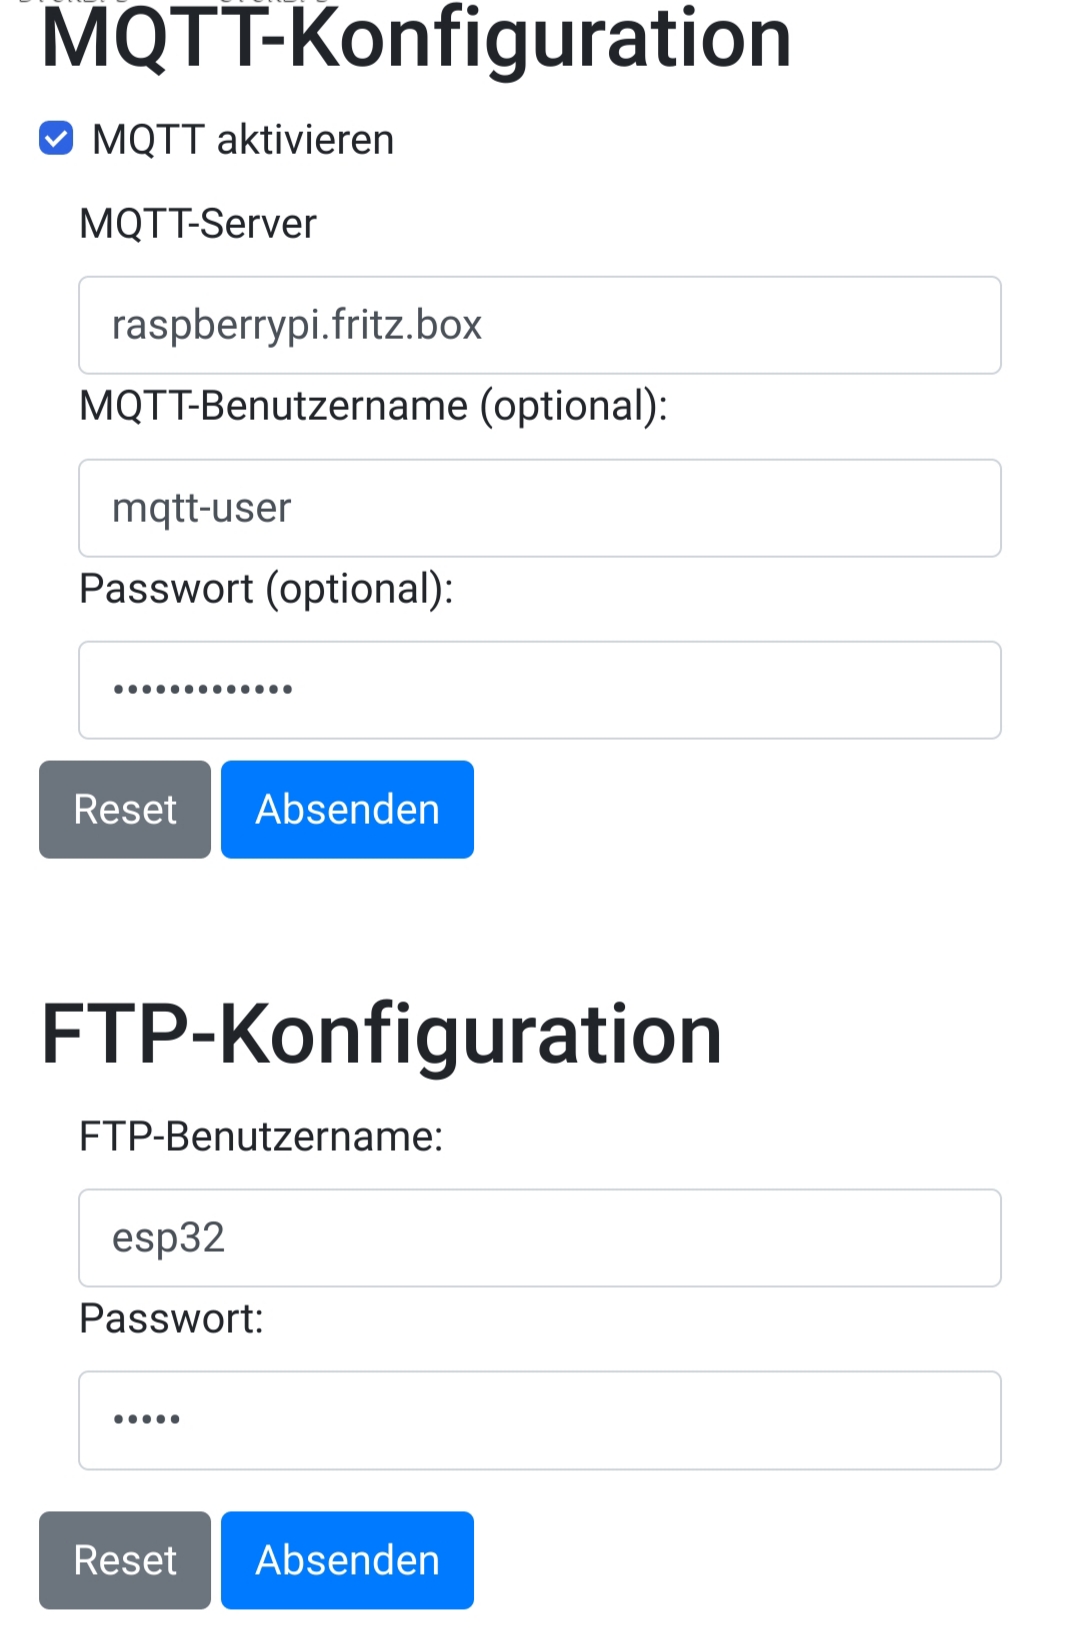 MQTT-Konfiguration
MQTT aktivieren
MQTT-Server
raspberrypi.fritz.box
MQTT-Benutzername (optional):
mqtt-user
Passwort (optional):
•••••••••••••
Reset Absenden
FTP-Konfiguration
FTP-Benutzername:
esp32
Passwort:
•••••
Reset Absenden